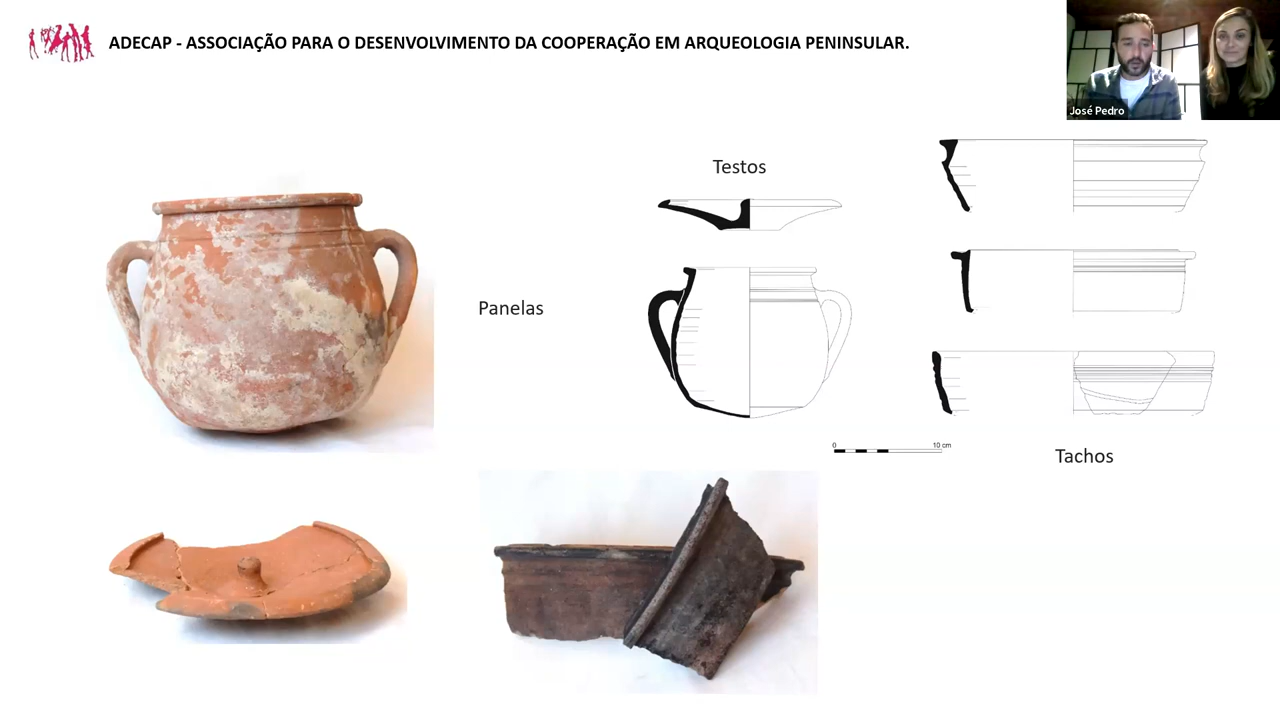 ADECAP - ASSOCIAÇÃO PARA O DESENVOLVIMENTO DA COOPERAÇÃO EM ARQUEOLOGIA PENINSULAR.
José Pedro
Testos
Panelas
0 10 cm
Tachos